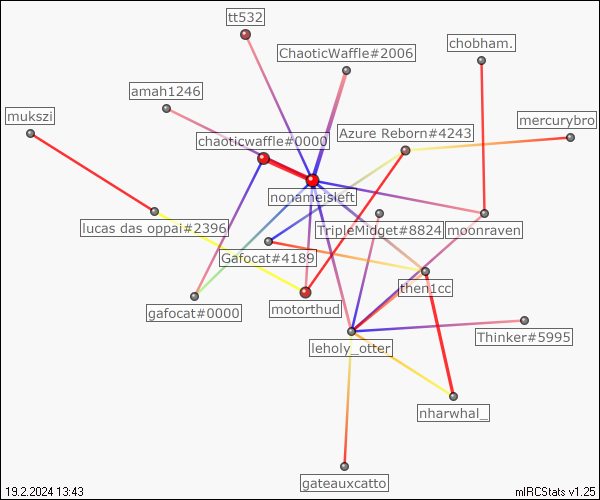 tt532
chobham.
ChaoticWaffle#2006
amah1246
mukszi
mercurybro
chaoticwaffle#0000
Azure Reborn#4243
nonameisleft
lucas das oppai#2396
TripleMidget#8824
moonraven
Gafocat#4189
then1cc
gafocat#0000
motorthud
Thinker#5995
leholy_otter
nharwhal_
gateauxcatto
19.2.2024 13:43
mIRCStats v1.25